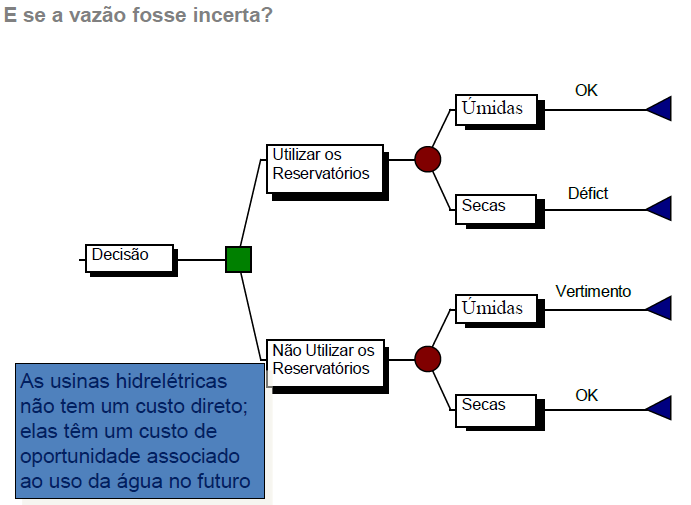 E se a vazão fosse incerta?
OK
Úmidas
Utilizar os
Reservatórios
Défict
Secas
Decisão
Vertimento
Úmidas
Não Utilizar os
Reservatórios
OK
Secas
As usinas hidrelétricas
não tem um custo direto;
elas têm um custo de
oportunidade associado
ao uso da água no futuro